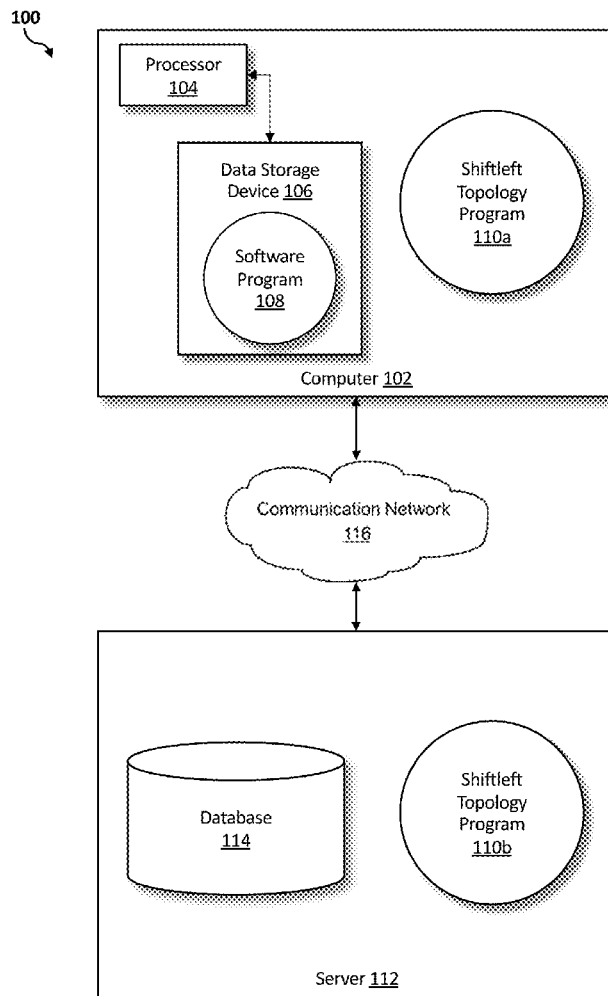 100
Processor
104
Data Storage
Device 106
Software
Program
108
Shiftleft
Topology
Program
110a
Computer 102
Communication Network
116
Database
114
Shiftleft
Topology
Program
110b
Server 112